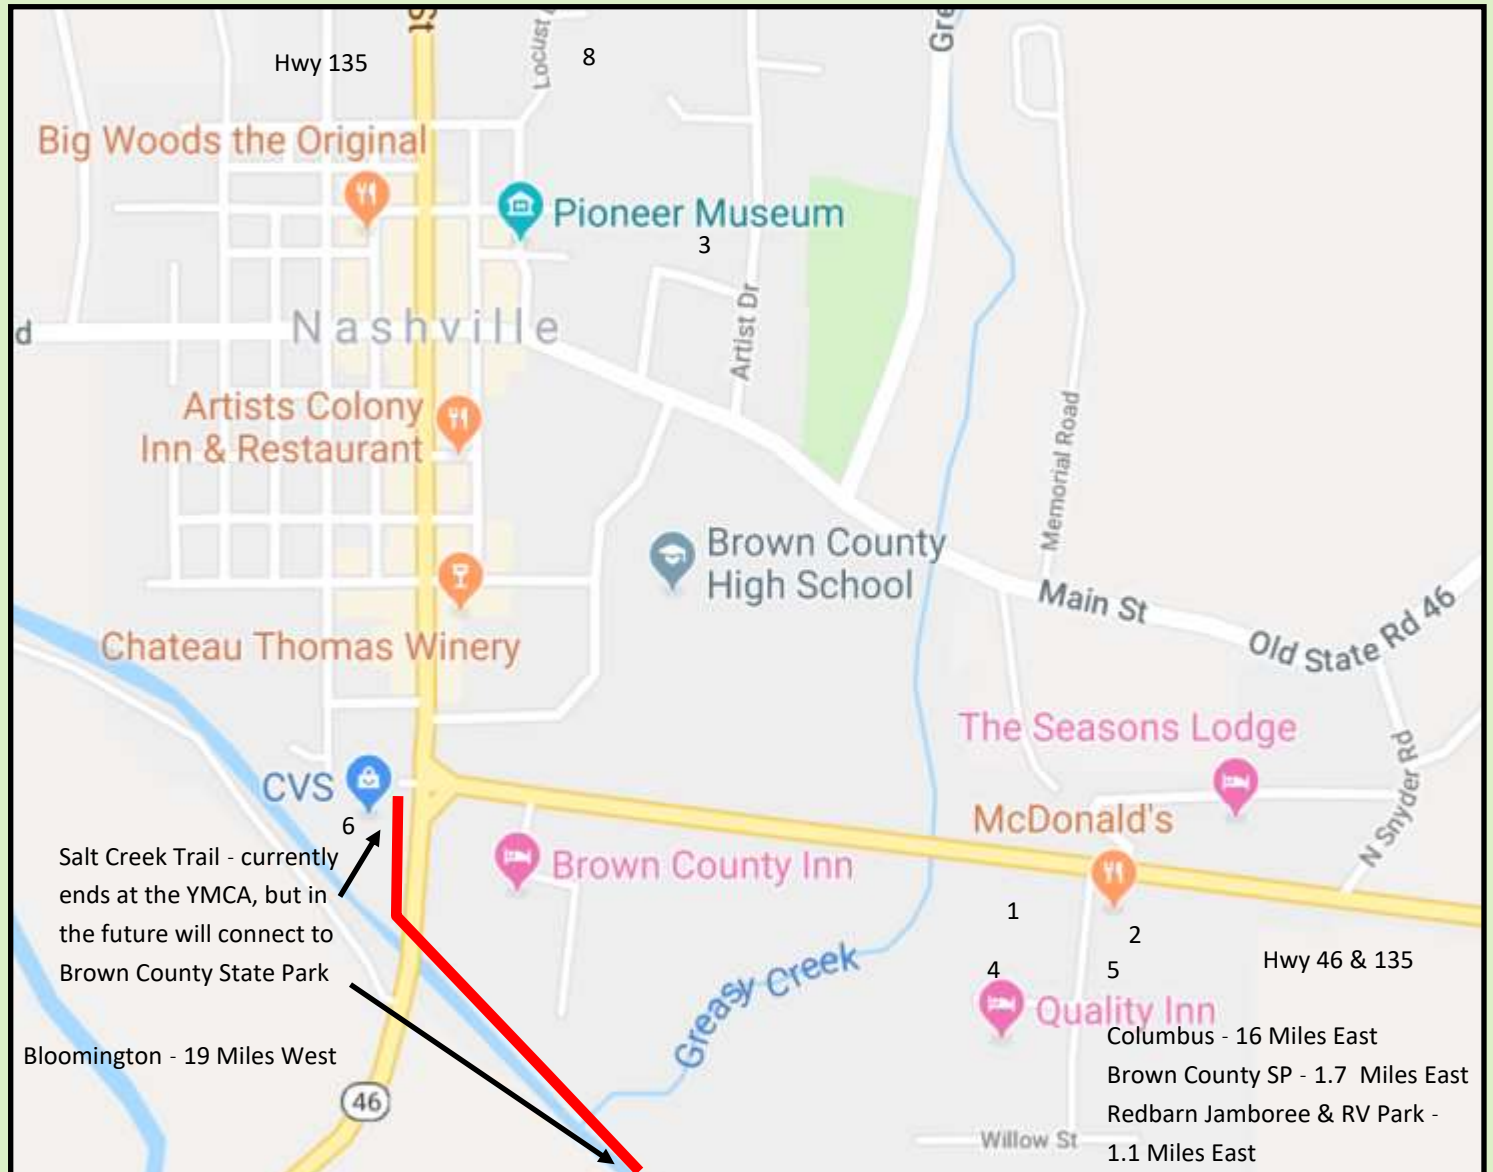 St
Locust
Gre
Hwy 135
8
Big Woods the Original
Pioneer Museum
3
Artist Dr
d
Nashville
Artists Colony
Inn & Restaurant
Memorial Road
Brown County
High School
Main St
Old State Rd 46
Chateau Thomas Winery
The Seasons Lodge
N Snyder Rd
CVS
McDonald's
6
Salt Creek Trail - currently
ends at the YMCA, but in
the future will connect to
Brown County State Park
Brown County Inn
1
2
Hwy 46 & 135
4
5
Greasy Creek
Quality Inn
Bloomington - 19 Miles West
Columbus - 16 Miles East
Brown County SP - 1.7 Miles East
Redbarn Jamboree & RV Park -
1.1 Miles East
46
Willow St